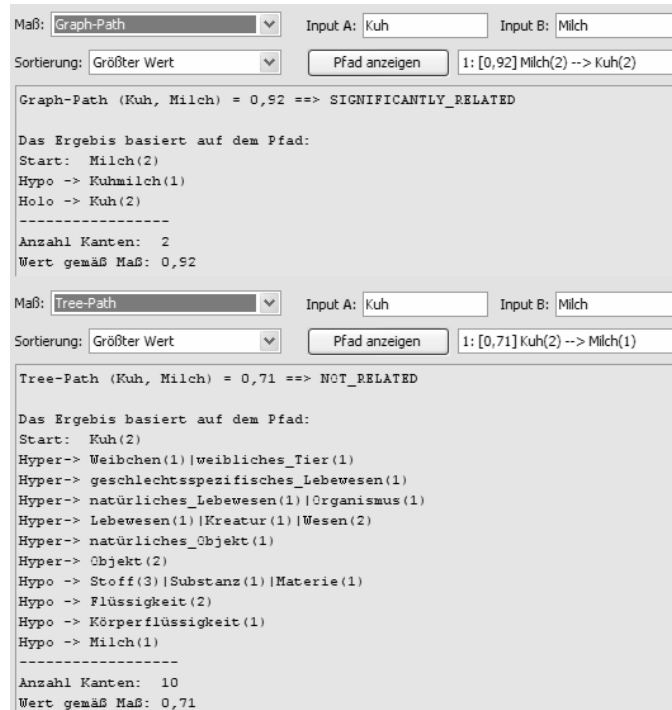 Maß: Graph-Path Input A: Kuh Input B: Milch
Sortierung: Größter Wert Pfad anzeigen 1: [0,92] Milch(2) --> Kuh(2)
Graph-Path (Kuh, Milch) = 0,92 ==> SIGNIFICANTLY_RELATED
Das Ergebis basiert auf dem Pfad:
Start: Milch(2)
Hypo -> Kuhmilch(1)
Holo -> Kuh(2)
-----------------
Anzahl Kanten: 2
Wert gemäß Maß: 0,92
Maß: Tree-Path Input A: Kuh Input B: Milch
Sortierung: Größter Wert Pfad anzeigen 1: [0,71] Kuh(2) --> Milch(1)
Tree-Path (Kuh, Milch) = 0,71 ==> NOT_RELATED
Das Ergebis basiert auf dem Pfad:
Start: Kuh(2)
Hyper-> Weibchen(1)|weibliches_Tier(1)
Hyper-> geschlechtsspezifisches_Lebewesen(1)
Hyper-> natürliches_Lebewesen(1)|Organismus(1)
Hyper-> Lebewesen(1)|Kreatur(1)|Wesen(2)
Hyper-> natürliches_Objekt(1)
Hyper-> Objekt(2)
Hypo -> Stoff(3)|Substanz(1)|Materie(1)
Hypo -> Flüssigkeit(2)
Hypo -> Körperflüssigkeit(1)
Hypo -> Milch(1)
------------------
Anzahl Kanten: 10
Wert gemäß Maß: 0,71